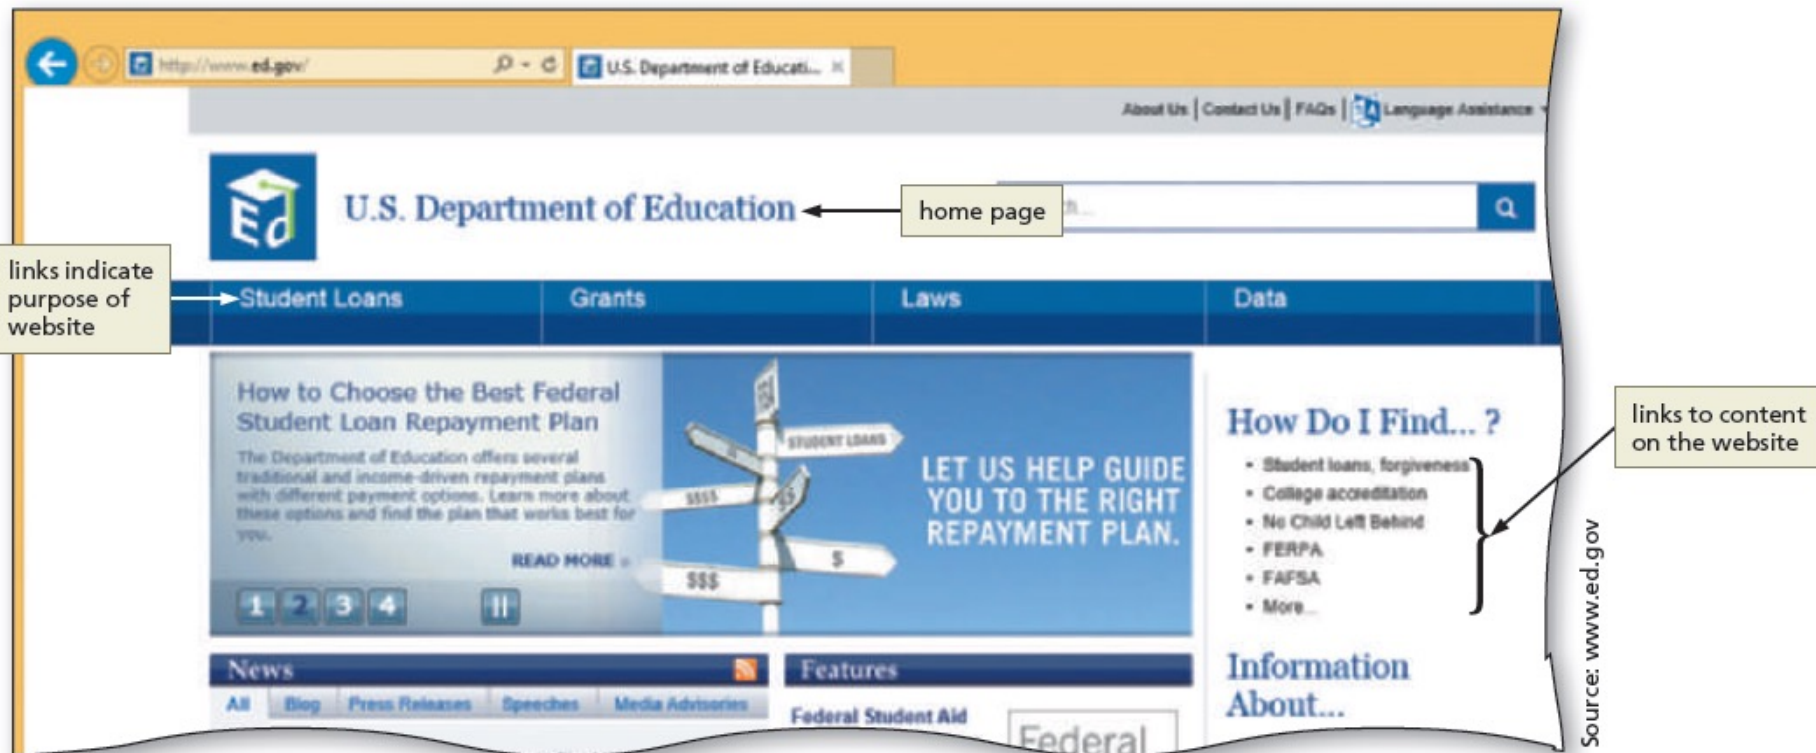 http://www.ed.gov/
U.S. Department of Educati...
About Us | Contact Us | FAQs | Language Assistance
Ed
U.S. Department of Education
home page
links indicate
purpose of
website
Student Loans
Grants
Laws
Data
How to Choose the Best Federal
Student Loan Repayment Plan
The Department of Education offers several
traditional and income-driven repayment plans
with different payment options. Learn more about
these options and find the plan that works best for
you.
READ MORE »
1 2 3 4
STUDENT LOANS
$$$$
$$
$
$$$
LET US HELP GUIDE
YOU TO THE RIGHT
REPAYMENT PLAN.
How Do I Find... ?
• Student loans, forgiveness
• College accreditation
• No Child Left Behind
• FERPA
• FAFSA
• More...
links to content
on the website
News
All
Blog
Press Releases
Speeches
Media Advisories
Features
Federal Student Aid
Federal
Information
About...
Source: www.ed.gov